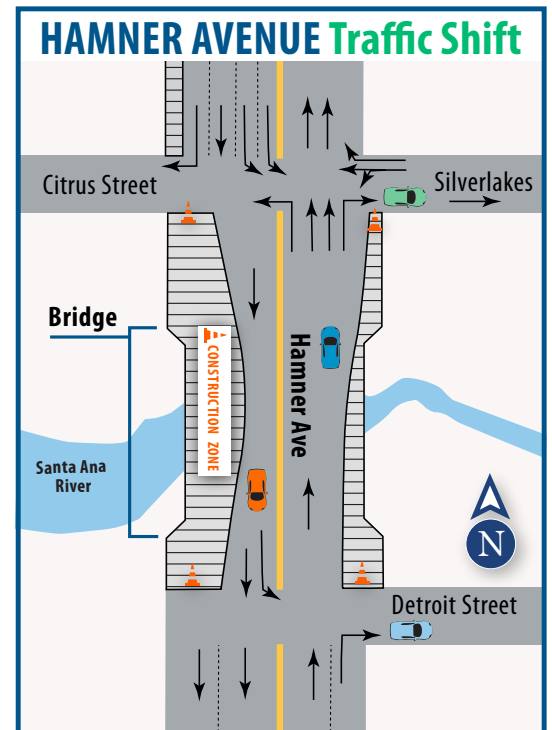 HAMNER AVENUE Traffic Shift
Citrus Street
Silverlakes
Bridge
Hamner Ave
CONSTRUCTION ZONE
Santa Ana
River
N
Detroit Street